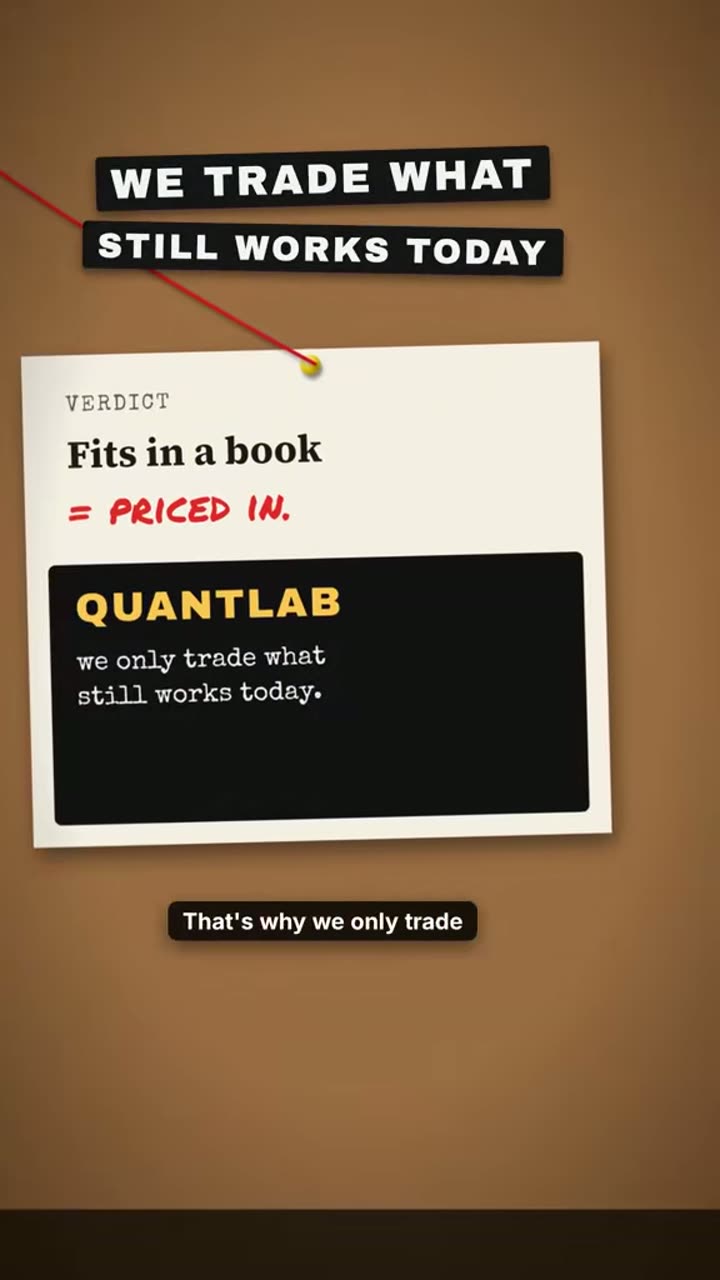 WE TRADE WHAT
STILL WORKS TODAY
VERDICT
Fits in a book
= PRICED IN.
QUANTLAB
we only trade what
still works today.
That's why we only trade